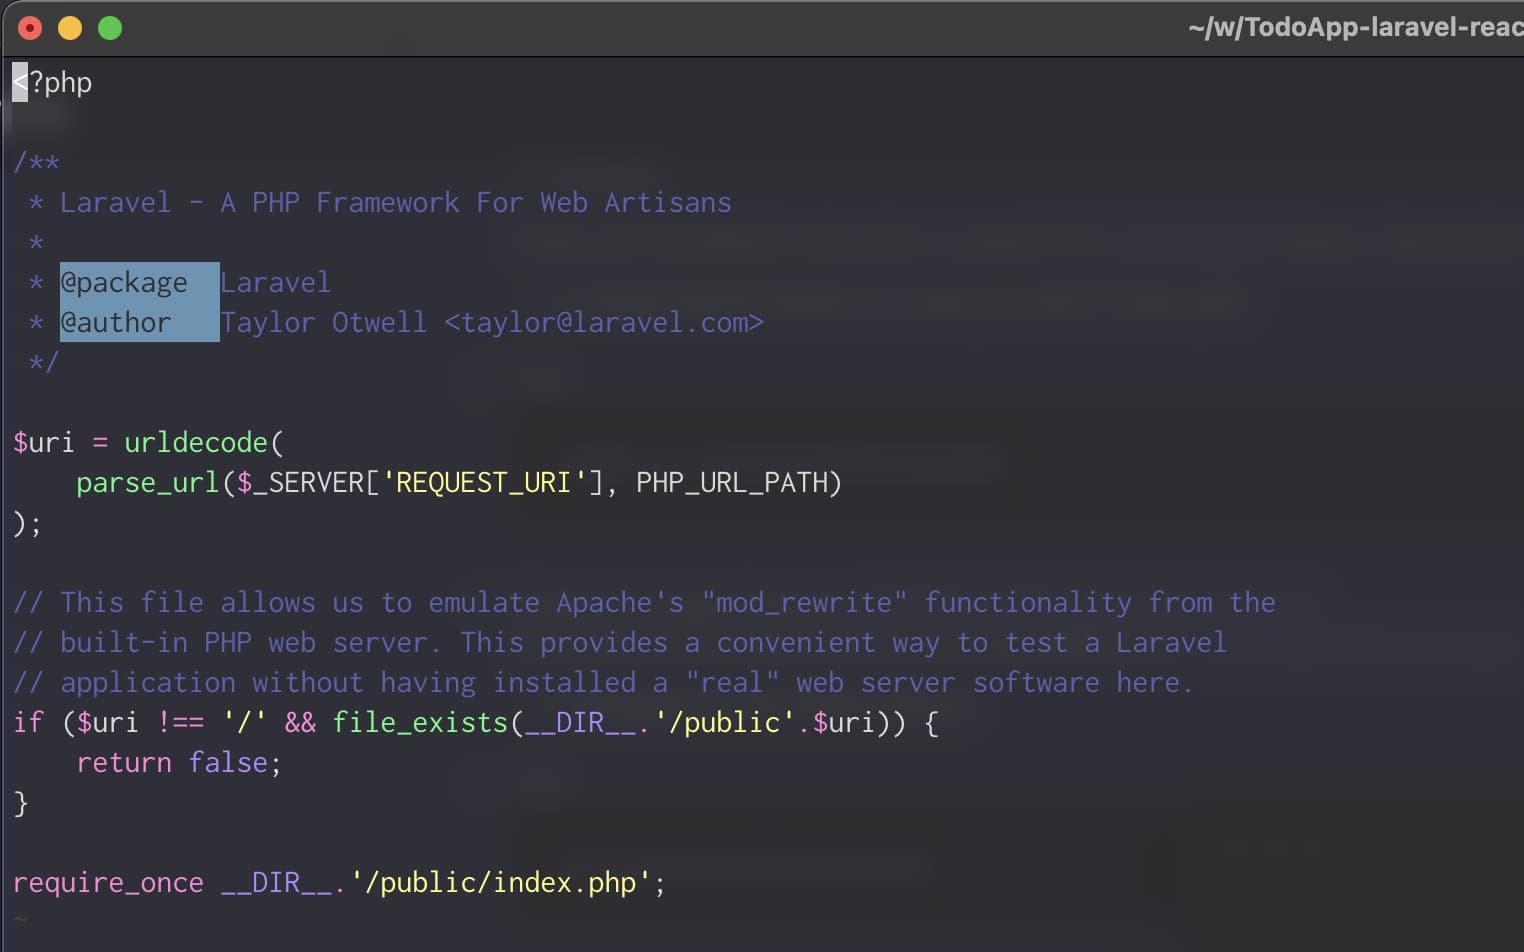 ~/w/TodoApp-laravel-reac
<?php
/**
 * Laravel - A PHP Framework For Web Artisans
 *
 * @package  Laravel
 * @author   Taylor Otwell <taylor@laravel.com>
 */
$uri = urldecode(
    parse_url($_SERVER['REQUEST_URI'], PHP_URL_PATH)
);
// This file allows us to emulate Apache's "mod_rewrite" functionality from the
// built-in PHP web server. This provides a convenient way to test a Laravel
// application without having installed a "real" web server software here.
if ($uri !== '/' && file_exists(__DIR__.'/public'.$uri)) {
    return false;
}
require_once __DIR__.'/public/index.php';
~